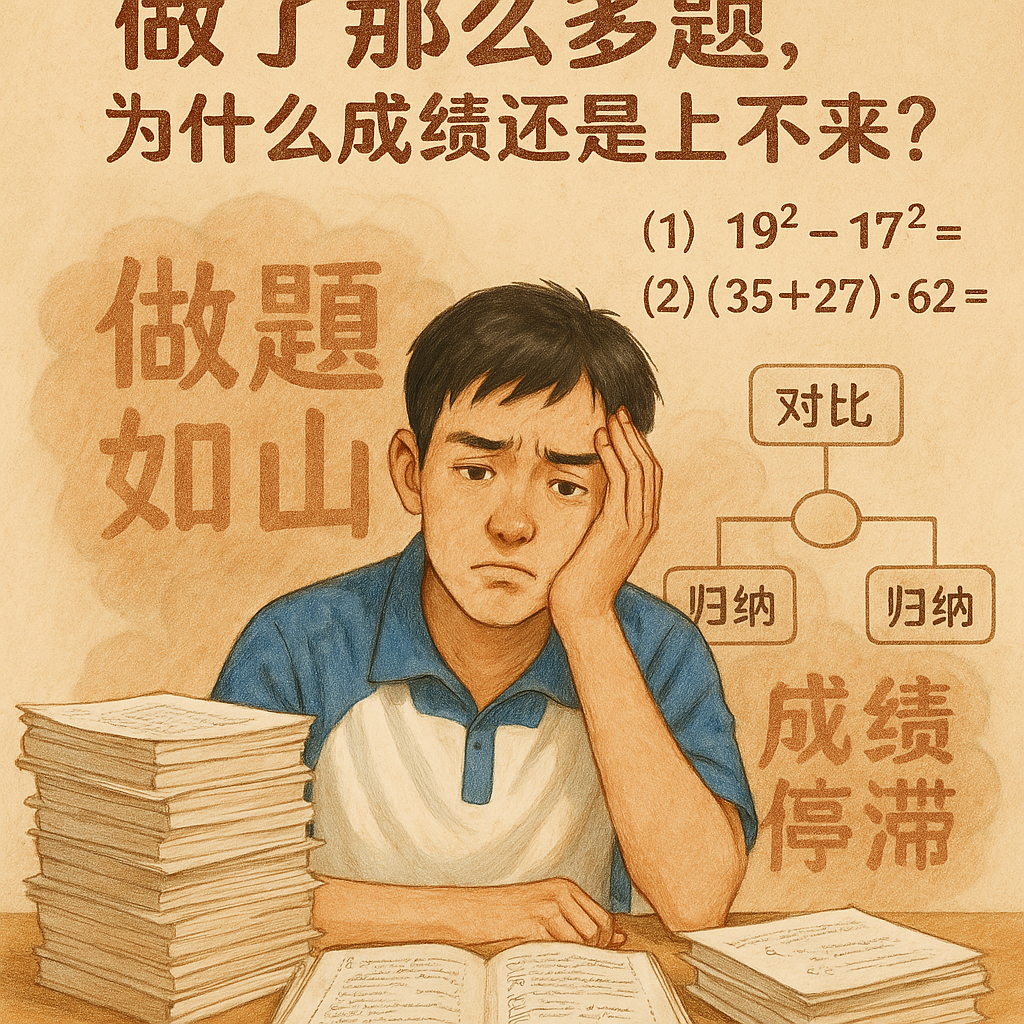 做了那么多题,
为什么成绩还是上不来?
(1) 19² − 17² =
(2) (35+27)·62 =
做題
如山
对比
归纳
归纳
成绩
停滞